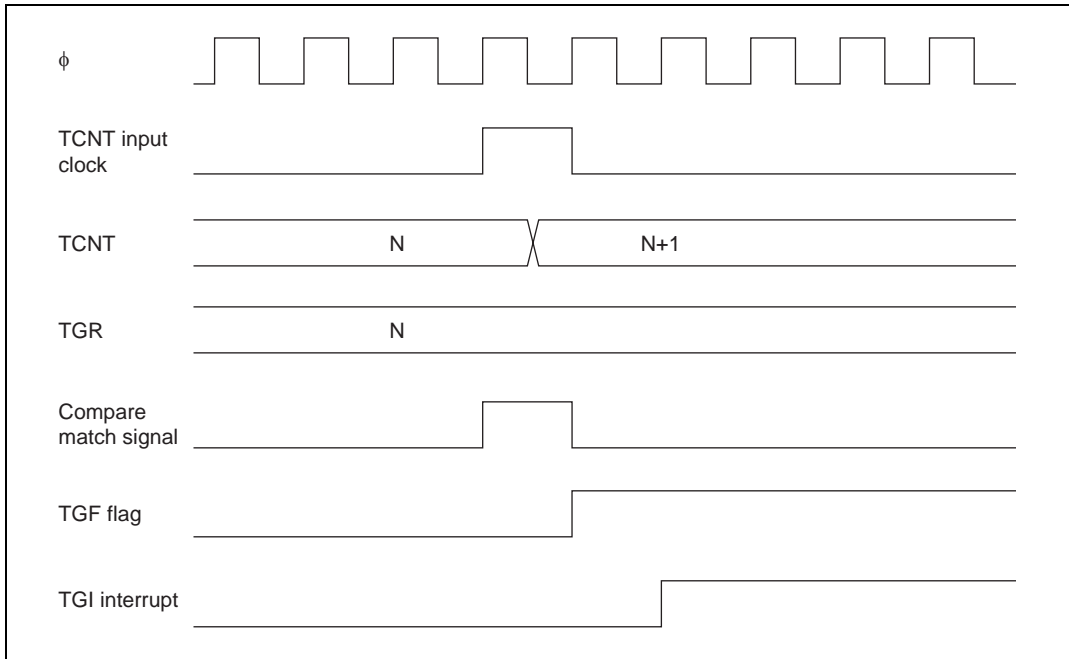 ϕ
TCNT input
clock
TCNT
N
N+1
TGR
N
Compare
match signal
TGF flag
TGI interrupt